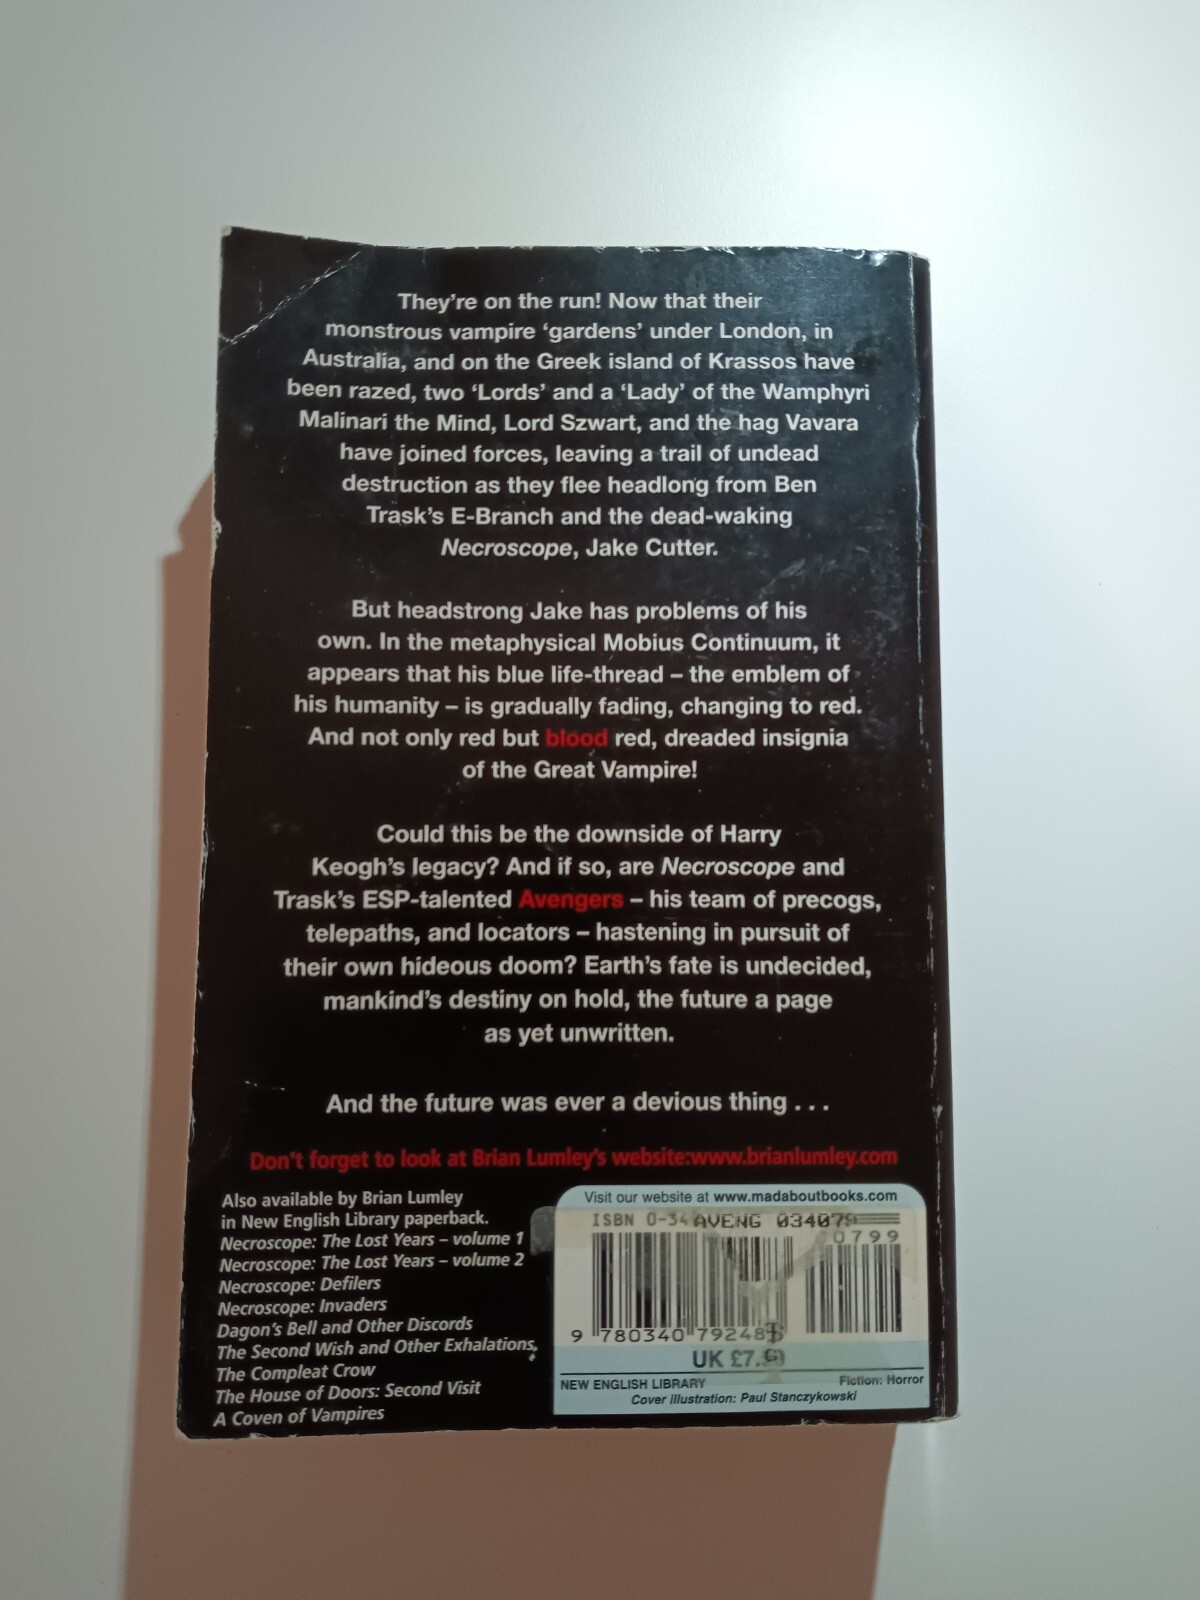 They're on the run! Now that their
monstrous vampire 'gardens' under London, in
Australia, and on the Greek island of Krassos have
been razed, two 'Lords' and a 'Lady' of the Wamphyri
Malinari the Mind, Lord Szwart, and the hag Vavara
have joined forces, leaving a trail of undead
destruction as they flee headlong from Ben
Trask's E-Branch and the dead-waking
Necroscope, Jake Cutter.
But headstrong Jake has problems of his
own. In the metaphysical Mobius Continuum, it
appears that his blue life-thread – the emblem of
his humanity – is gradually fading, changing to red.
And not only red but blood red, dreaded insignia
of the Great Vampire!
Could this be the downside of Harry
Keogh's legacy? And if so, are Necroscope and
Trask's ESP-talented Avengers – his team of precogs,
telepaths, and locators – hastening in pursuit of
their own hideous doom? Earth's fate is undecided,
mankind's destiny on hold, the future a page
as yet unwritten.
And the future was ever a devious thing . . .
Don't forget to look at Brian Lumley's website:www.brianlumley.com
Also available by Brian Lumley
in New English Library paperback.
Necroscope: The Lost Years – volume 1
Necroscope: The Lost Years – volume 2
Necroscope: Defilers
Necroscope: Invaders
Dagon's Bell and Other Discords
The Second Wish and Other Exhalations
The Compleat Crow
The House of Doors: Second Visit
A Coven of Vampires
Visit our website at www.madaboutbooks.com
ISBN 0-34 AVENG 034079
0799
9 780340 79248
UK £7.
NEW ENGLISH LIBRARY
Fiction: Horror
Cover illustration: Paul Stanczykowski